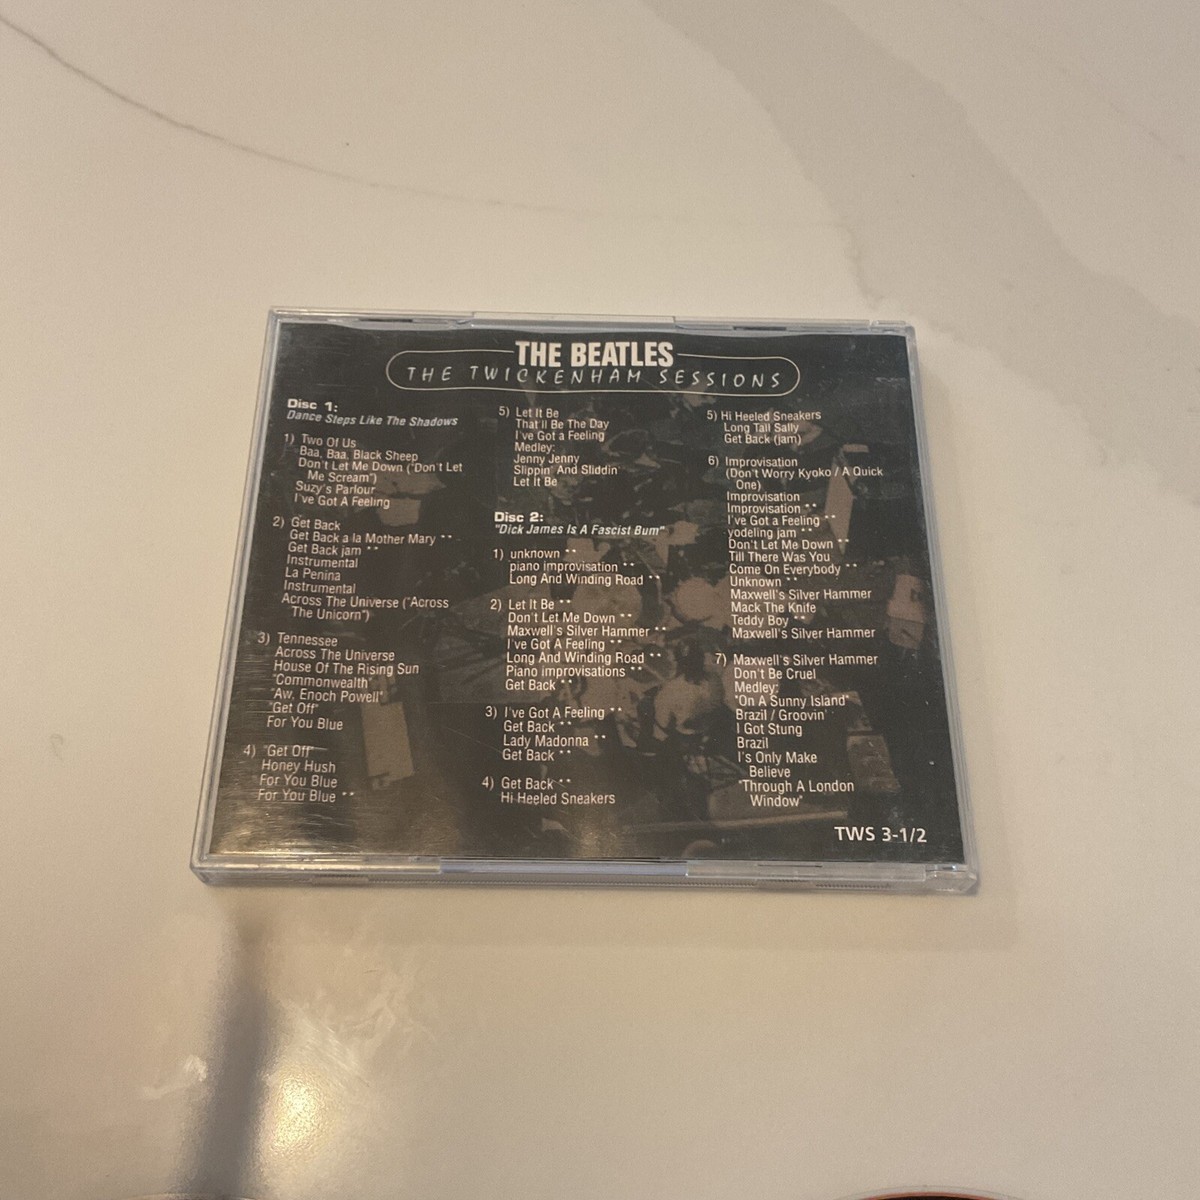 THE BEATLES
THE TWICKENHAM SESSIONS
Disc 1:
Dance Steps Like The Shadows
1) Two Of Us
Baa, Baa, Black Sheep
Don't Let Me Down ("Don't Let
Me Scream")
Suzy's Parlour
I've Got A Feeling
2) Get Back
Get Back a la Mother Mary **
Get Back jam **
Instrumental
La Penina
Instrumental
Across The Universe ("Across
The Unicorn")
3) Tennessee
Across The Universe
House Of The Rising Sun
"Commonwealth"
"Aw, Enoch Powell"
"Get Off"
For You Blue
4) "Get Off"
Honey Hush
For You Blue
For You Blue **
5) Let It Be
That'll Be The Day
I've Got a Feeling
Medley:
Jenny Jenny
Slippin' And Sliddin'
Let It Be
Disc 2:
"Dick James Is A Fascist Bum"
1) unknown **
piano improvisation **
Long And Winding Road **
2) Let It Be **
Don't Let Me Down **
Maxwell's Silver Hammer **
I've Got A Feeling **
Long And Winding Road **
Piano improvisations **
Get Back **
3) I've Got A Feeling **
Get Back **
Lady Madonna **
Get Back **
4) Get Back **
Hi Heeled Sneakers
5) Hi Heeled Sneakers
Long Tall Sally
Get Back (jam)
6) Improvisation
(Don't Worry Kyoko / A Quick
One)
Improvisation
Improvisation **
I've Got a Feeling **
yodeling jam **
Don't Let Me Down **
Till There Was You
Come On Everybody **
Unknown **
Maxwell's Silver Hammer
Mack The Knife
Teddy Boy **
Maxwell's Silver Hammer
7) Maxwell's Silver Hammer
Don't Be Cruel
Medley:
"On A Sunny Island"
Brazil / Groovin'
I Got Stung
Brazil
I's Only Make
Believe
"Through A London
Window"
TWS 3-1/2